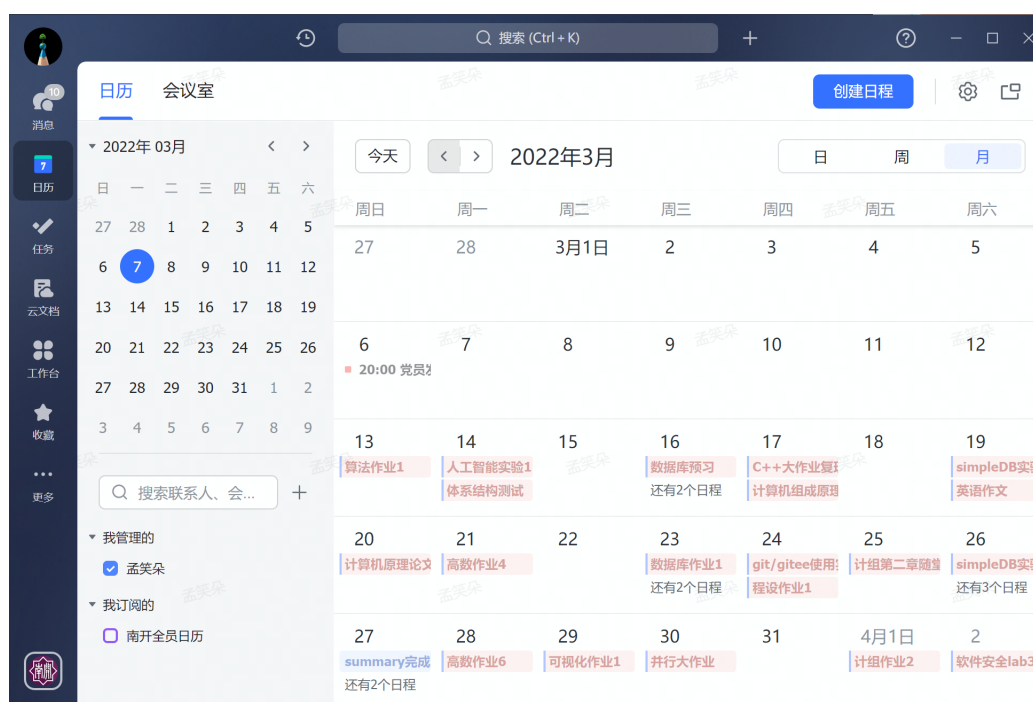 搜索 (Ctrl + K)
10
消息
7
日历
任务
云文档
工作台
收藏
更多
日历 会议室
创建日程
2022年 03月
日 一 二 三 四 五 六
27 28 1 2 3 4 5
6 7 8 9 10 11 12
13 14 15 16 17 18 19
20 21 22 23 24 25 26
27 28 29 30 31 1 2
3 4 5 6 7 8 9
搜索联系人、会...
我管理的
孟笑朵
我订阅的
南开全员日历
今天
2022年3月
日 周 月
周日 周一 周二 周三 周四 周五 周六
27 28 3月1日 2 3 4 5
6 7 8 9 10 11 12
20:00 党员发
13 14 15 16 17 18 19
算法作业1 人工智能实验1 数据库预习 C++大作业复 simpleDB实
体系结构测试 还有2个日程 计算机组成原理 英语作文
20 21 22 23 24 25 26
计算机原理论文 高数作业4 数据库作业1 git/gitee使用 计组第二章随堂 simpleDB实
还有2个日程 程设作业1 还有3个日程
27 28 29 30 31 4月1日 2
summary完成 高数作业6 可视化作业1 并行大作业 计组作业2 软件安全lab3
还有2个日程
孟笑朵